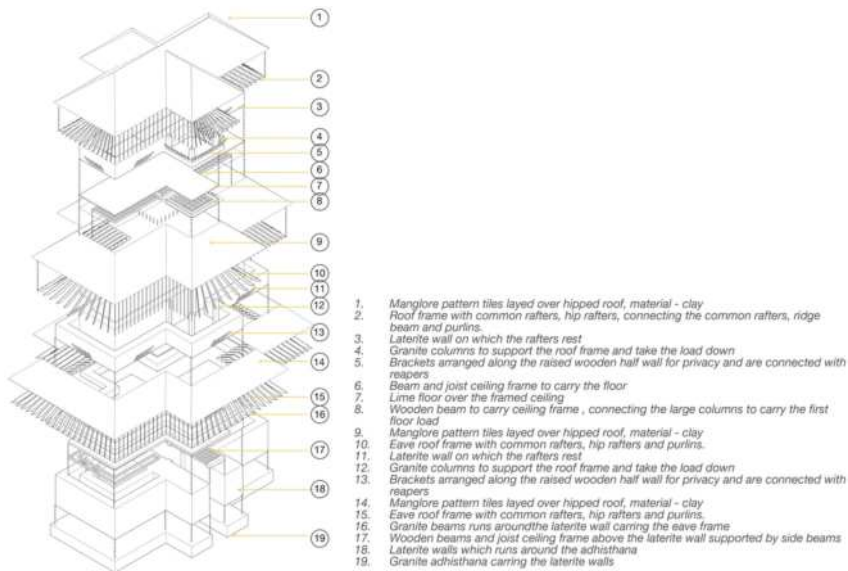 1
2
3
4
5
6
7
8
9
10
11
12
13
14
15
16
17
18
19
1. Manglore pattern tiles layed over hipped roof, material - clay
2. Roof frame with common rafters, hip rafters, connecting the common rafters, ridge
beam and purlins.
3. Laterite wall on which the rafters rest
4. Granite columns to support the roof frame and take the load down
5. Brackets arranged along the raised wooden half wall for privacy and are connected with
reapers
6. Beam and joist ceiling frame to carry the floor
7. Lime floor over the framed ceiling
8. Wooden beam to carry ceiling frame , connecting the large columns to carry the first
floor load
9. Manglore pattern tiles layed over hipped roof, material - clay
10. Eave roof frame with common rafters, hip rafters and purlins.
11. Laterite wall on which the rafters rest
12. Granite columns to support the roof frame and take the load down
13. Brackets arranged along the raised wooden half wall for privacy and are connected with
reapers
14. Manglore pattern tiles layed over hipped roof, material - clay
15. Eave roof frame with common rafters, hip rafters and purlins.
16. Granite beams runs aroundthe laterite wall carring the eave frame
17. Wooden beams and joist ceiling frame above the laterite wall supported by side beams
18. Laterite walls which runs around the adhisthana
19. Granite adhisthana carring the laterite walls